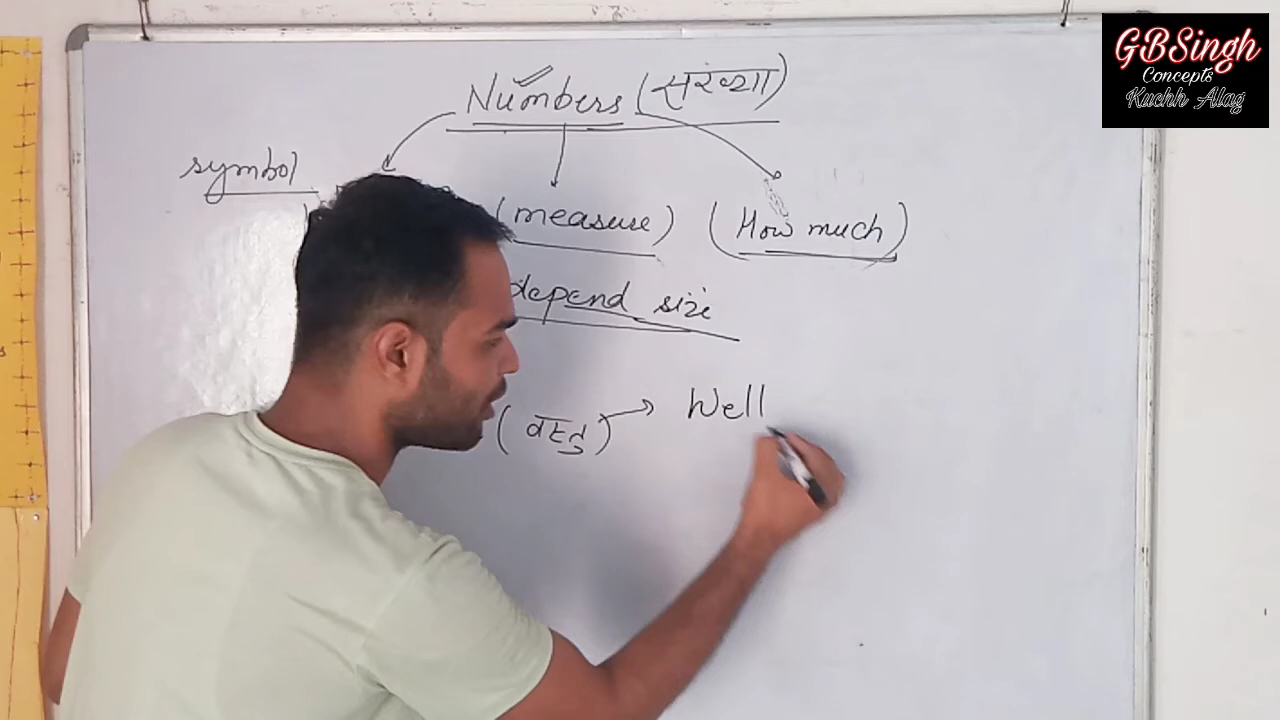 GBSingh
Concepts
Kuchh Alag
Numbers (संख्या)
symbol
(measure) (How much)
depend size
(वस्तु) → Well